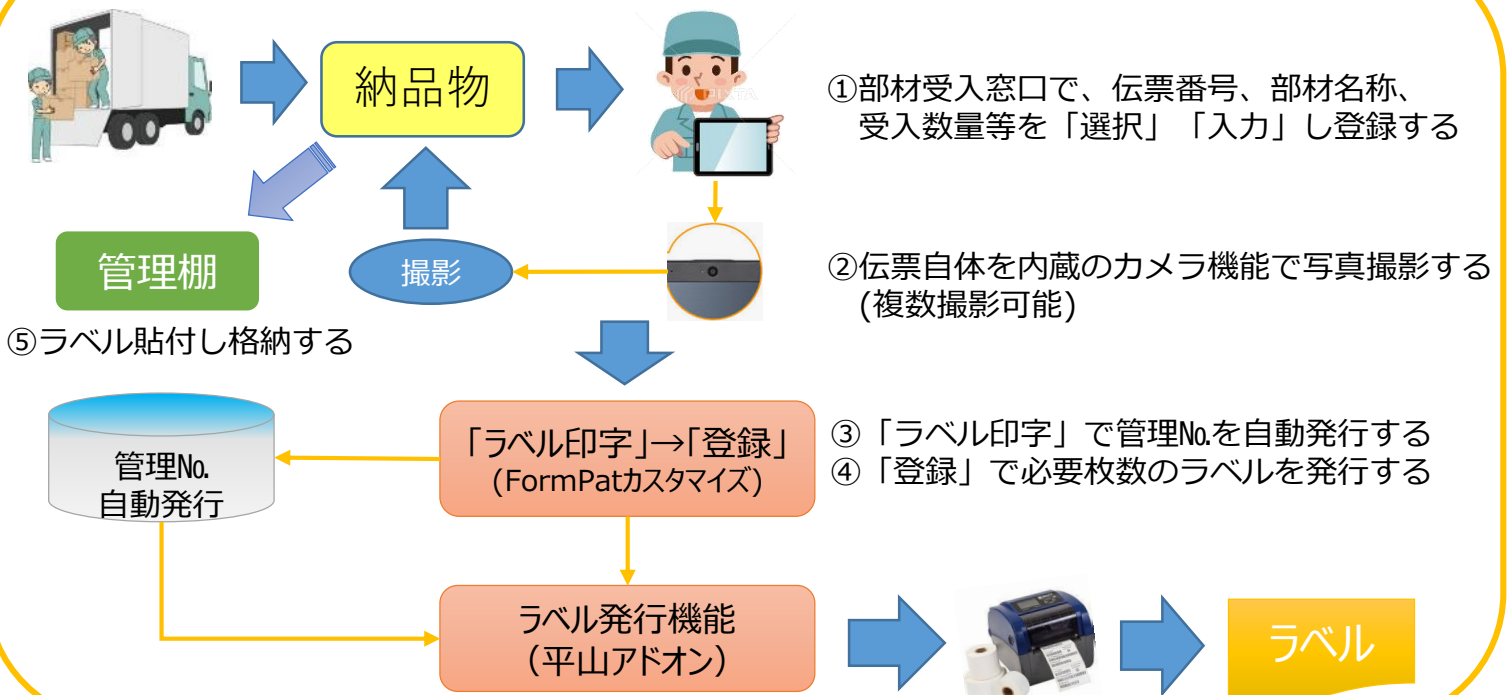 納品物
①部材受入窓口で、伝票番号、部材名称、
受入数量等を「選択」「入力」し登録する
管理棚
撮影
②伝票自体を内蔵のカメラ機能で写真撮影する
(複数撮影可能)
⑤ラベル貼付し格納する
管理№
自動発行
「ラベル印字」→「登録」
(FormPatカスタマイズ)
③「ラベル印字」で管理№を自動発行する
④「登録」で必要枚数のラベルを発行する
ラベル発行機能
（平山アドオン）
ラベル